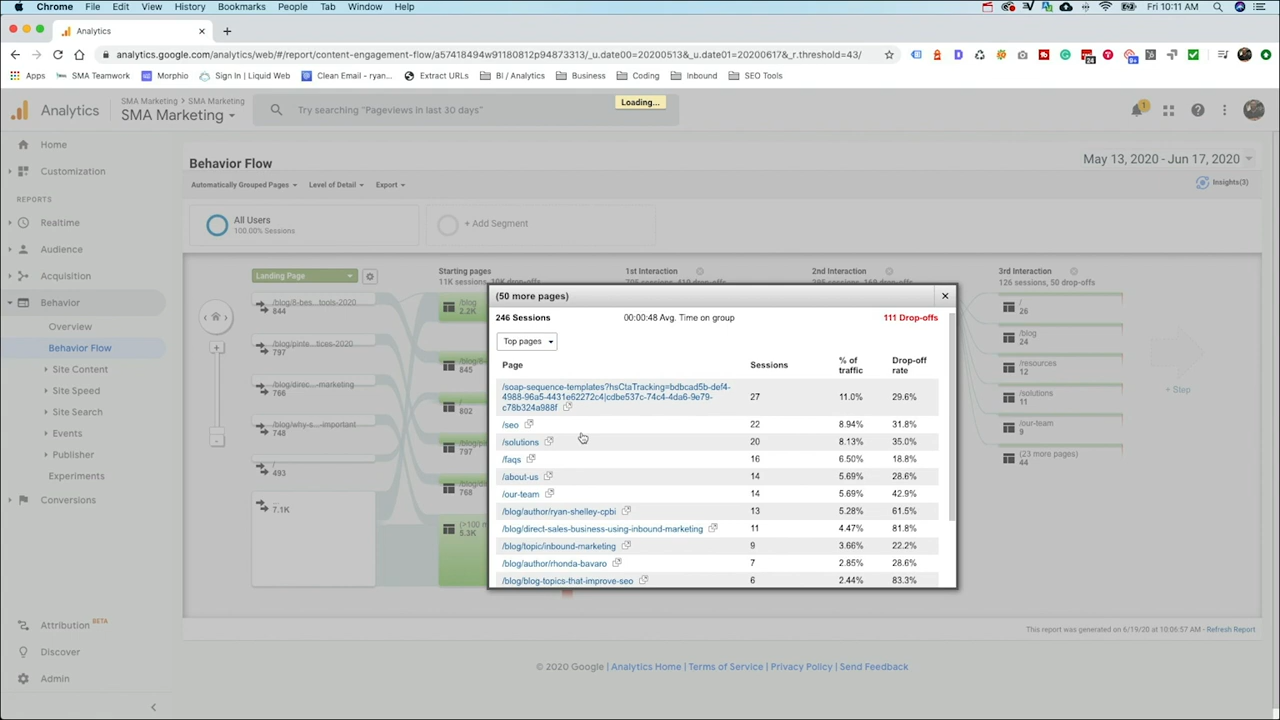 Chrome File Edit View History Bookmarks People Tab Window Help Fri 10:11 AM
Analytics
analytics.google.com/analytics/web/#/report/content-engagement-flow/a57418494w91180812p94873313/_u.date00=20200513&_u.date01=20200617&_r.threshold=43/
Apps SMA Teamwork Morphio Sign In | Liquid Web Clean Email - ryan... Extract URLs BI / Analytics Business Coding Inbound SEO Tools
Loading...
Analytics
SMA Marketing > SMA Marketing
SMA Marketing
Try searching "Pageviews in last 30 days"
1
Home
Customization
REPORTS
Realtime
Audience
Acquisition
Behavior
Overview
Behavior Flow
Site Content
Site Speed
Site Search
Events
Publisher
Experiments
Conversions
Attribution BETA
Discover
Admin
Behavior Flow
May 13, 2020 - Jun 17, 2020
Automatically Grouped Pages Level of Detail Export
Insights(3)
All Users
100.00% Sessions
+ Add Segment
Landing Page
/blog/8-bes...tools-2020
844
/blog/pinte...tices-2020
797
/blog/direc...-marketing
766
/blog/why-s...-important
748
/
493
...
7.1K
Starting pages
/blog
2.2K
845
/
802
797
768
5.3K
1st Interaction
2nd Interaction
3rd Interaction
126 sessions, 50 drop-offs
/
26
/blog
24
/resources
12
/solutions
11
/our-team
9
(23 more pages)
44
+ Step
(50 more pages)
246 Sessions 00:00:48 Avg. Time on group 111 Drop-offs
Top pages
Page Sessions % of traffic Drop-off rate
/soap-sequence-templates?hsCtaTracking=bdbcad5b-def4-
4988-96a5-4431e62272c4|cdbe537c-74c4-4da6-9e79-
c78b324a988f 27 11.0% 29.6%
/seo 22 8.94% 31.8%
/solutions 20 8.13% 35.0%
/faqs 16 6.50% 18.8%
/about-us 14 5.69% 28.6%
/our-team 14 5.69% 42.9%
/blog/author/ryan-shelley-cpbi 13 5.28% 61.5%
/blog/direct-sales-business-using-inbound-marketing 11 4.47% 81.8%
/blog/topic/inbound-marketing 9 3.66% 22.2%
/blog/author/rhonda-bavaro 7 2.85% 28.6%
/blog/blog-topics-that-improve-seo 6 2.44% 83.3%
This report was generated on 6/19/20 at 10:06:57 AM - Refresh Report
© 2020 Google | Analytics Home | Terms of Service | Privacy Policy | Send Feedback